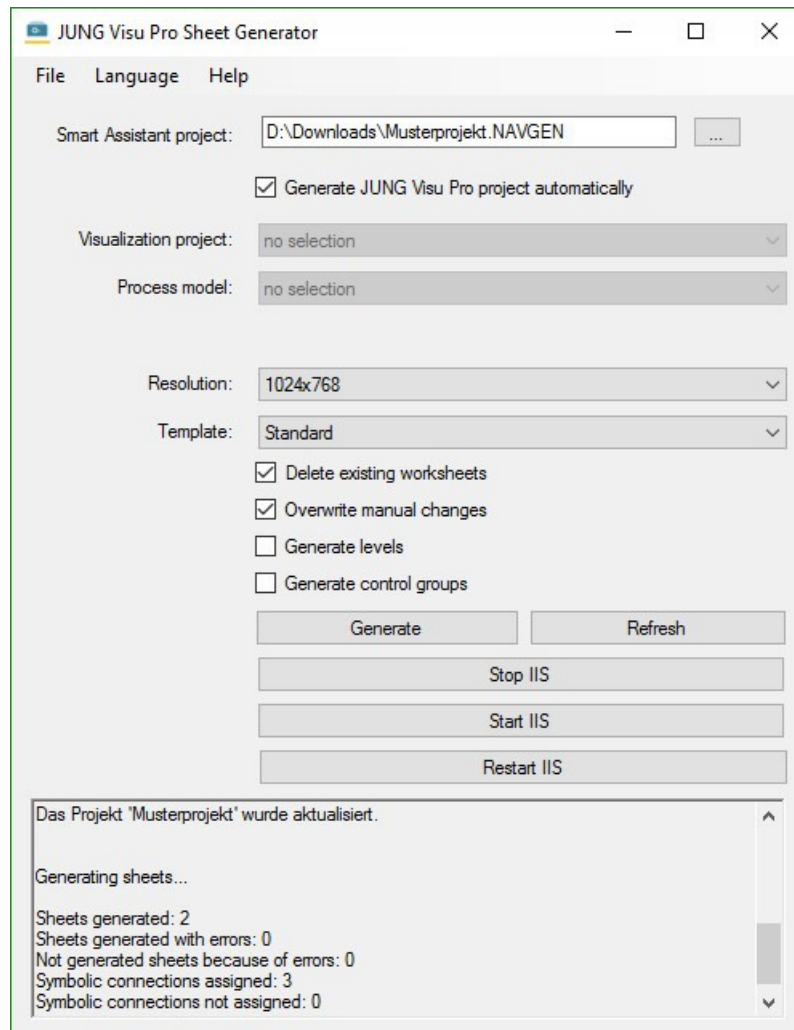 JUNG Visu Pro Sheet Generator
File Language Help
Smart Assistant project: D:\Downloads\Musterprojekt.NAVGEN ...
Generate JUNG Visu Pro project automatically
Visualization project: no selection
Process model: no selection
Resolution: 1024x768
Template: Standard
Delete existing worksheets
Overwrite manual changes
Generate levels
Generate control groups
Generate Refresh
Stop IIS
Start IIS
Restart IIS
Das Projekt 'Musterprojekt' wurde aktualisiert.
Generating sheets...
Sheets generated: 2
Sheets generated with errors: 0
Not generated sheets because of errors: 0
Symbolic connections assigned: 3
Symbolic connections not assigned: 0